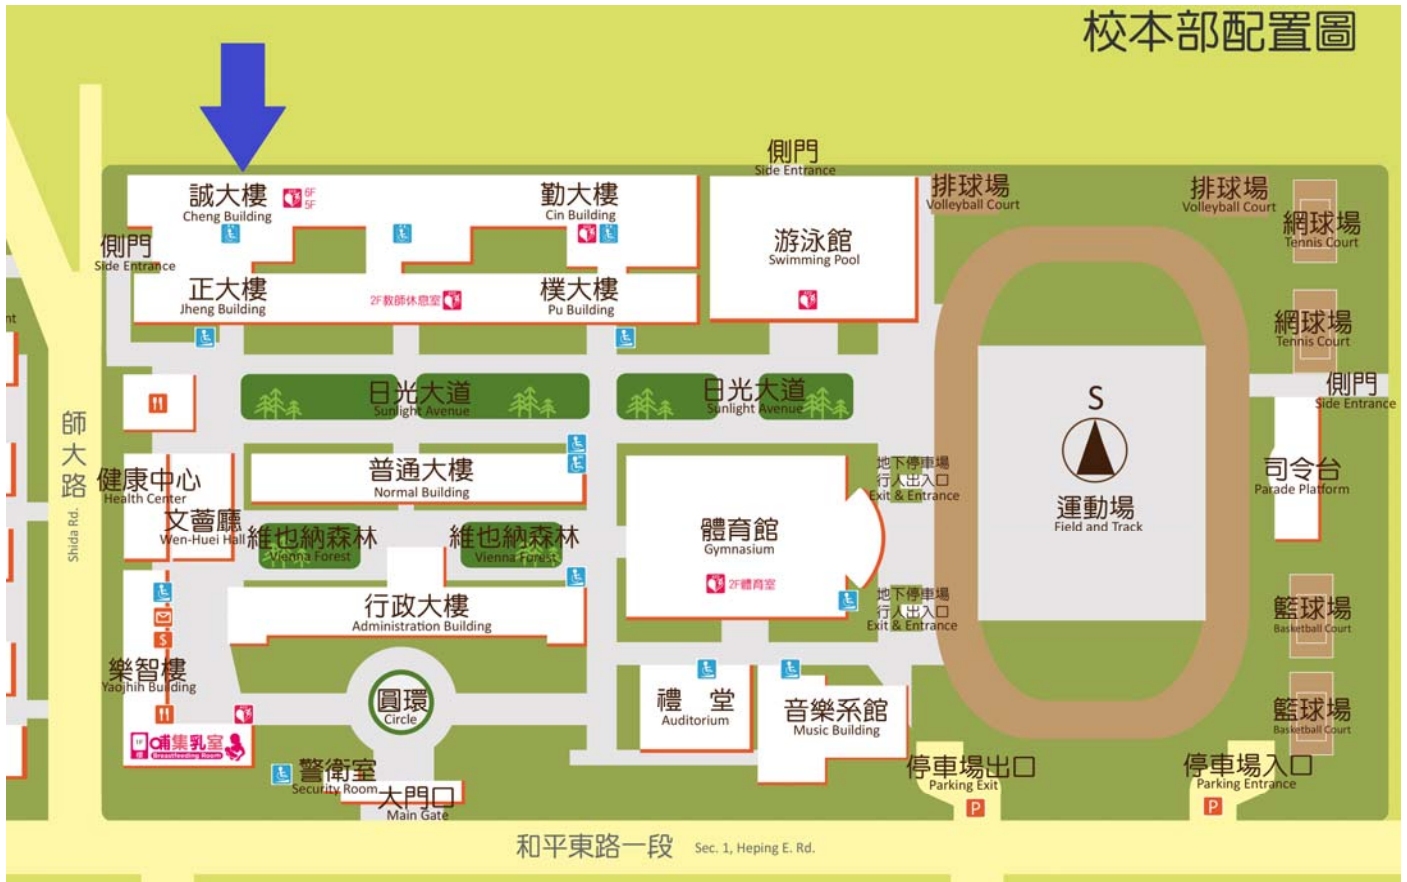 校本部配置圖
側門
Side Entrance
誠大樓
Cheng Building
6F
5F
勤大樓
Cin Building
游泳館
Swimming Pool
排球場
Volleyball Court
排球場
Volleyball Court
網球場
Tennis Court
側門
Side Entrance
正大樓
Jheng Building
2F教師休息室
樸大樓
Pu Building
網球場
Tennis Court
日光大道
Sunlight Avenue
日光大道
Sunlight Avenue
側門
Side Entrance
S
師大路
Shida Rd.
健康中心
Health Center
文薈廳
Wen-Huei Hall
普通大樓
Normal Building
地下停車場
行人出入口
Exit & Entrance
運動場
Field and Track
司令台
Parade Platform
維也納森林
Vienna Forest
維也納森林
Vienna Forest
體育館
Gymnasium
2F體育室
行政大樓
Administration Building
地下停車場
行人出入口
Exit & Entrance
籃球場
Basketball Court
$
樂智樓
Yaojhih Building
圓環
Circle
禮 堂
Auditorium
音樂系館
Music Building
籃球場
Basketball Court
1F
哺集乳室
Breastfeeding Room
警衛室
Security Room
大門口
Main Gate
停車場出口
Parking Exit
P
停車場入口
Parking Entrance
P
和平東路一段 Sec. 1, Heping E. Rd.